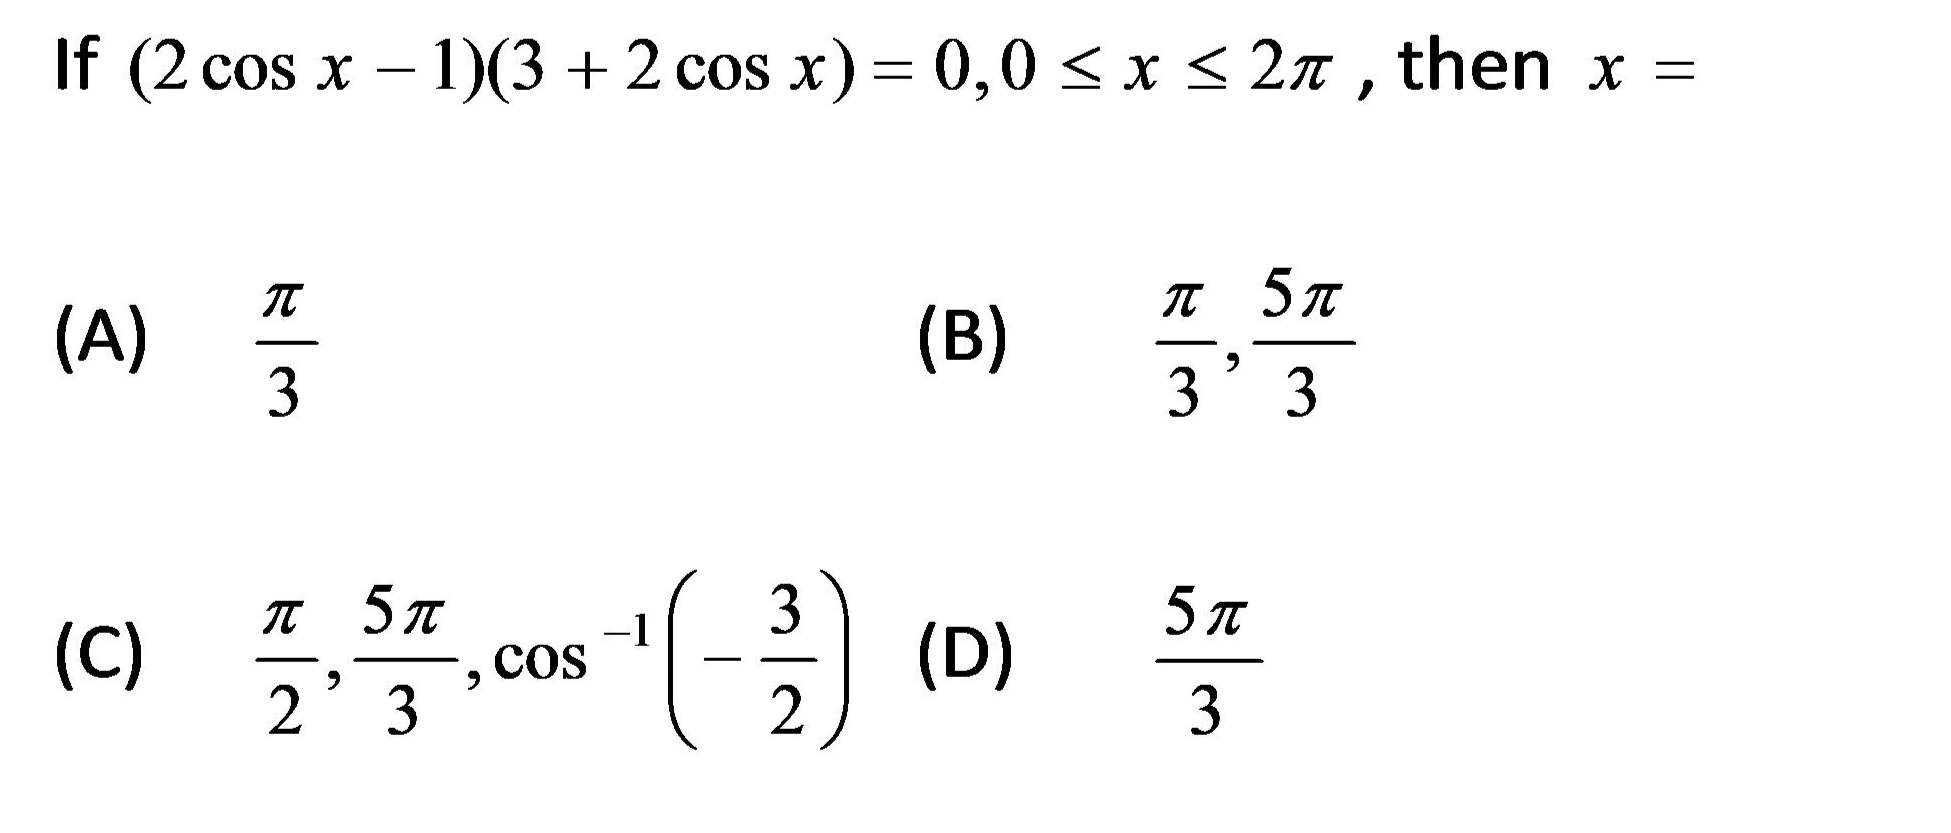 If (2 cos x − 1)(3 + 2 cos x) = 0, 0 ≤ x ≤ 2π , then x =
(A) π/3 (B) π/3, 5π/3
(C) π/2, 5π/3, cos⁻¹(−3/2) (D) 5π/3